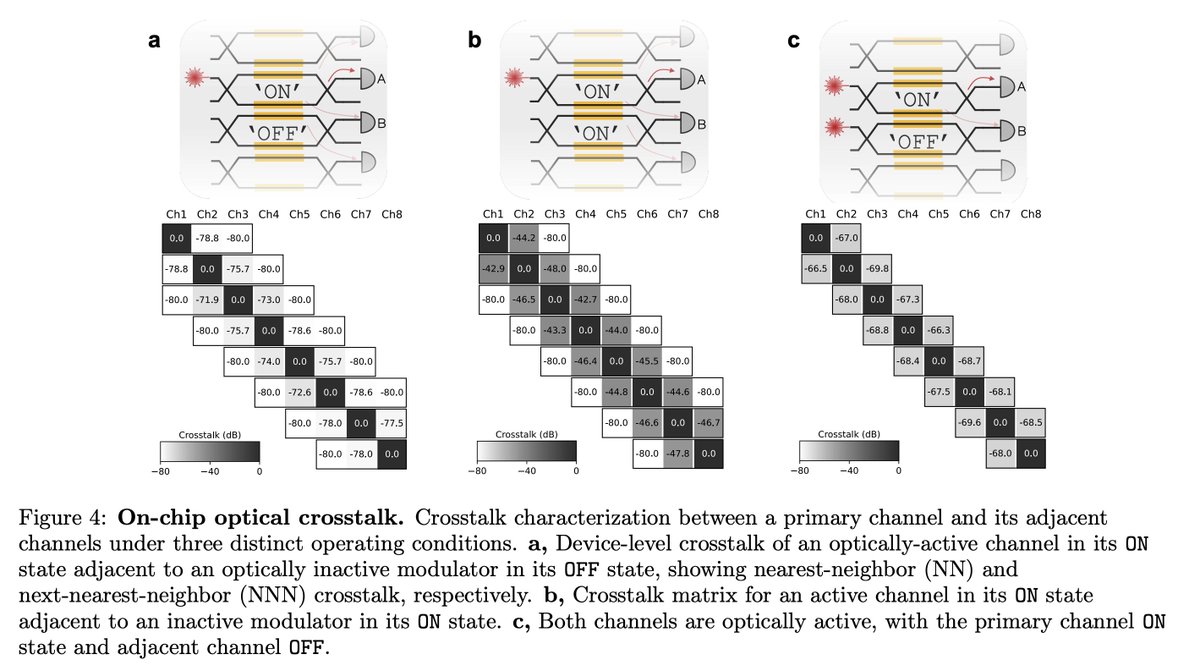 a
b
c
'ON'
A
'OFF'
B
'ON'
A
'ON'
B
'ON'
A
'OFF'
B
Ch1 Ch2 Ch3 Ch4 Ch5 Ch6 Ch7 Ch8
0.0 -78.8 -80.0
-78.8 0.0 -75.7 -80.0
-80.0 -71.9 0.0 -73.0 -80.0
-80.0 -75.7 0.0 -78.6 -80.0
-80.0 -74.0 0.0 -75.7 -80.0
-80.0 -72.6 0.0 -78.6 -80.0
-80.0 -78.0 0.0 -77.5
-80.0 -78.0 0.0
Crosstalk (dB)
−80 −40 0
Ch1 Ch2 Ch3 Ch4 Ch5 Ch6 Ch7 Ch8
0.0 -44.2 -80.0
-42.9 0.0 -48.0 -80.0
-80.0 -46.5 0.0 -42.7 -80.0
-80.0 -43.3 0.0 -44.0 -80.0
-80.0 -46.4 0.0 -45.5 -80.0
-80.0 -44.8 0.0 -44.6 -80.0
-80.0 -46.6 0.0 -46.7
-80.0 -47.8 0.0
Crosstalk (dB)
−80 −40 0
Ch1 Ch2 Ch3 Ch4 Ch5 Ch6 Ch7 Ch8
0.0 -67.0
-66.5 0.0 -69.8
-68.0 0.0 -67.3
-68.8 0.0 -66.3
-68.4 0.0 -68.7
-67.5 0.0 -68.1
-69.6 0.0 -68.5
-68.0 0.0
Crosstalk (dB)
−80 −40 0
Figure 4: On-chip optical crosstalk. Crosstalk characterization between a primary channel and its adjacent
channels under three distinct operating conditions. a, Device-level crosstalk of an optically-active channel in its ON
state adjacent to an optically inactive modulator in its OFF state, showing nearest-neighbor (NN) and
next-nearest-neighbor (NNN) crosstalk, respectively. b, Crosstalk matrix for an active channel in its ON state
adjacent to an inactive modulator in its ON state. c, Both channels are optically active, with the primary channel ON
state and adjacent channel OFF.